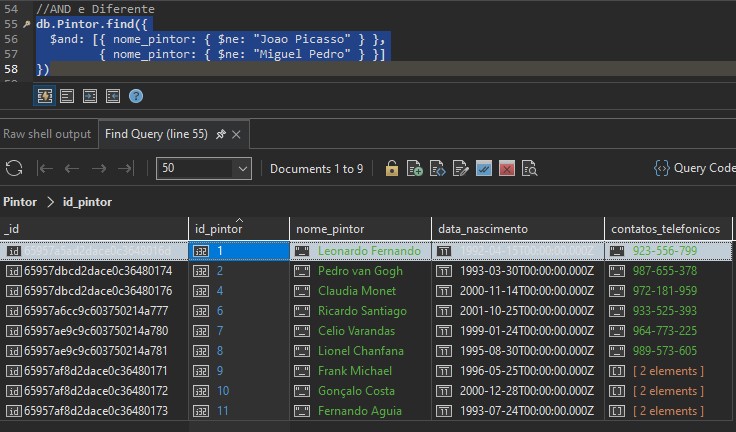 54 //AND e Diferente
55 db.Pintor.find({
56 $and: [{ nome_pintor: { $ne: "Joao Picasso" } },
57 { nome_pintor: { $ne: "Miguel Pedro" } }]
58 })
Raw shell output Find Query (line 55)
50 Documents 1 to 9 Query Code
Pintor > id_pintor
_id id_pintor nome_pintor data_nascimento contatos_telefonicos
1 Leonardo Fernando 923-556-799
65957dbcd2dace0c36480174 2 Pedro van Gogh 1993-03-30T00:00:00.000Z 987-655-378
65957dbcd2dace0c36480176 4 Claudia Monet 2000-11-14T00:00:00.000Z 972-181-959
65957a6cc9c603750214a777 6 Ricardo Santiago 2001-10-25T00:00:00.000Z 933-525-393
65957ae9c9c603750214a780 7 Celio Varandas 1999-01-24T00:00:00.000Z 964-773-225
65957ae9c9c603750214a781 8 Lionel Chanfana 1995-08-30T00:00:00.000Z 989-573-605
65957af8d2dace0c36480171 9 Frank Michael 1996-05-25T00:00:00.000Z [ 2 elements ]
65957af8d2dace0c36480172 10 Gonçalo Costa 2000-12-28T00:00:00.000Z [ 2 elements ]
65957af8d2dace0c36480173 11 Fernando Aguia 1993-07-24T00:00:00.000Z [ 2 elements ]